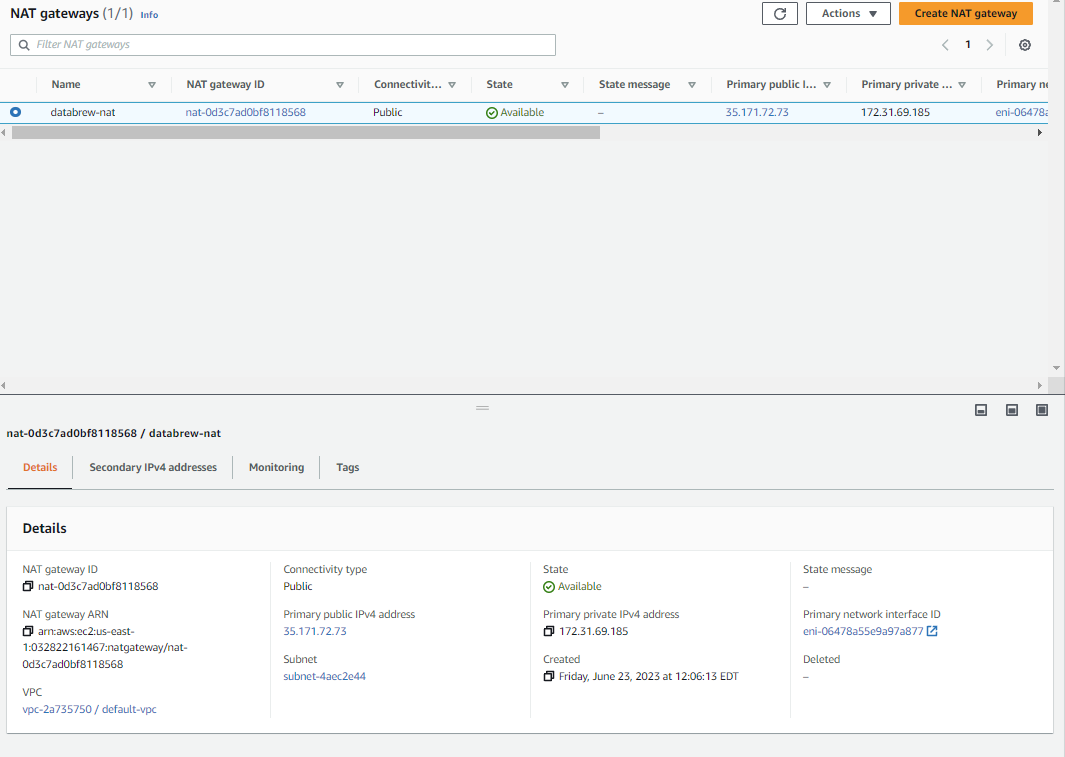 NAT gateways (1/1) Info
Actions
Create NAT gateway
Filter NAT gateways
1
Name NAT gateway ID Connectivit... State State message Primary public I... Primary private ... Primary ne
databrew-nat nat-0d3c7ad0bf8118568 Public Available – 35.171.72.73 172.31.69.185 eni-06478a
nat-0d3c7ad0bf8118568 / databrew-nat
Details Secondary IPv4 addresses Monitoring Tags
Details
NAT gateway ID
nat-0d3c7ad0bf8118568
NAT gateway ARN
arn:aws:ec2:us-east-
1:032822161467:natgateway/nat-
0d3c7ad0bf8118568
VPC
vpc-2a735750 / default-vpc
Connectivity type
Public
Primary public IPv4 address
35.171.72.73
Subnet
subnet-4aec2e44
State
Available
Primary private IPv4 address
172.31.69.185
Created
Friday, June 23, 2023 at 12:06:13 EDT
State message
–
Primary network interface ID
eni-06478a55e9a97a877
Deleted
–